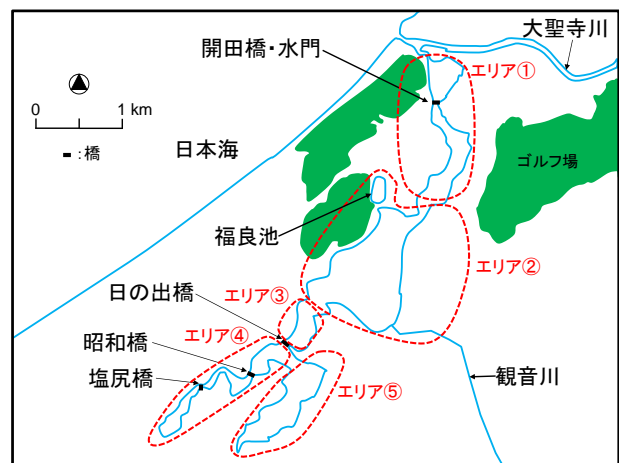 大聖寺川
開田橋・水門
エリア①
0 1 km
:橋
日本海
ゴルフ場
福良池
エリア②
日の出橋
エリア③
エリア④
昭和橋
塩尻橋
エリア⑤
観音川